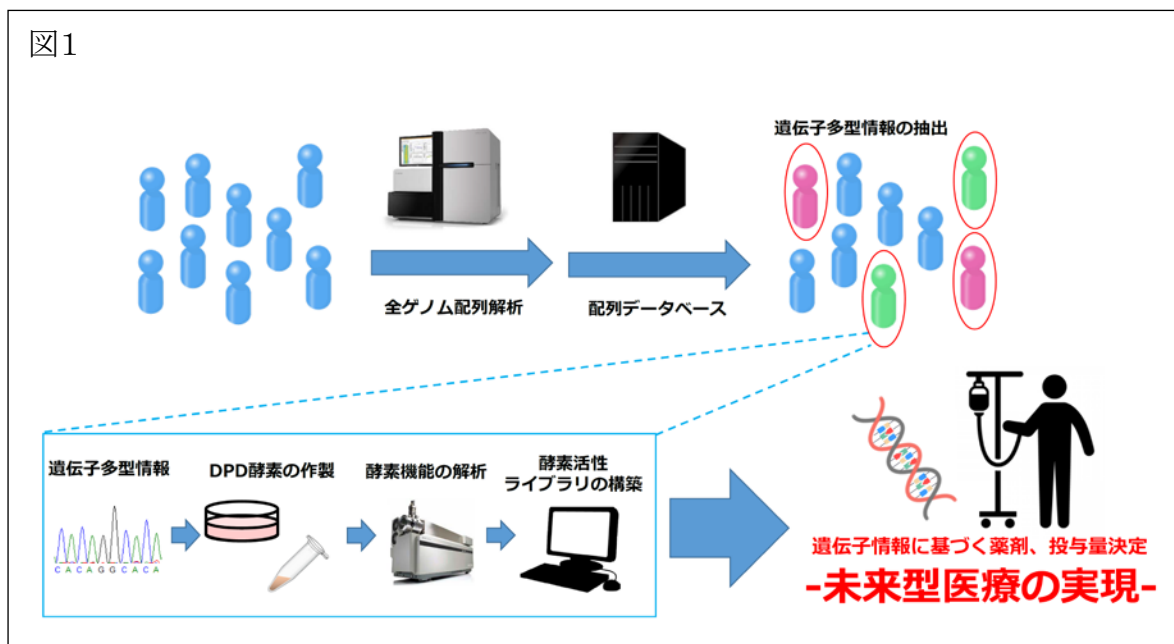 図1
遺伝子多型情報の抽出
全ゲノム配列解析
配列データベース
遺伝子多型情報
DPD酵素の作製
酵素機能の解析
酵素活性
ライブラリの構築
C A C A G G C A C A
遺伝子情報に基づく薬剤、投与量決定
-未来型医療の実現-